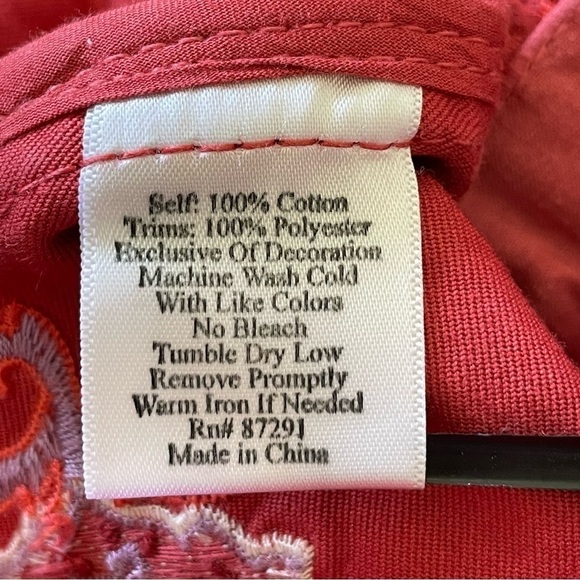 Self: 100% Cotton
Trims: 100% Polyester
Exclusive Of Decoration
Machine Wash Cold
With Like Colors
No Bleach
Tumble Dry Low
Remove Promptly
Warm Iron If Needed
Rn# 87291
Made in China